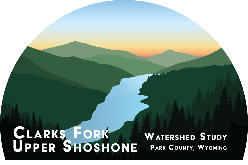 Clarks Fork
Upper Shoshone
Watershed Study
Park County, Wyoming